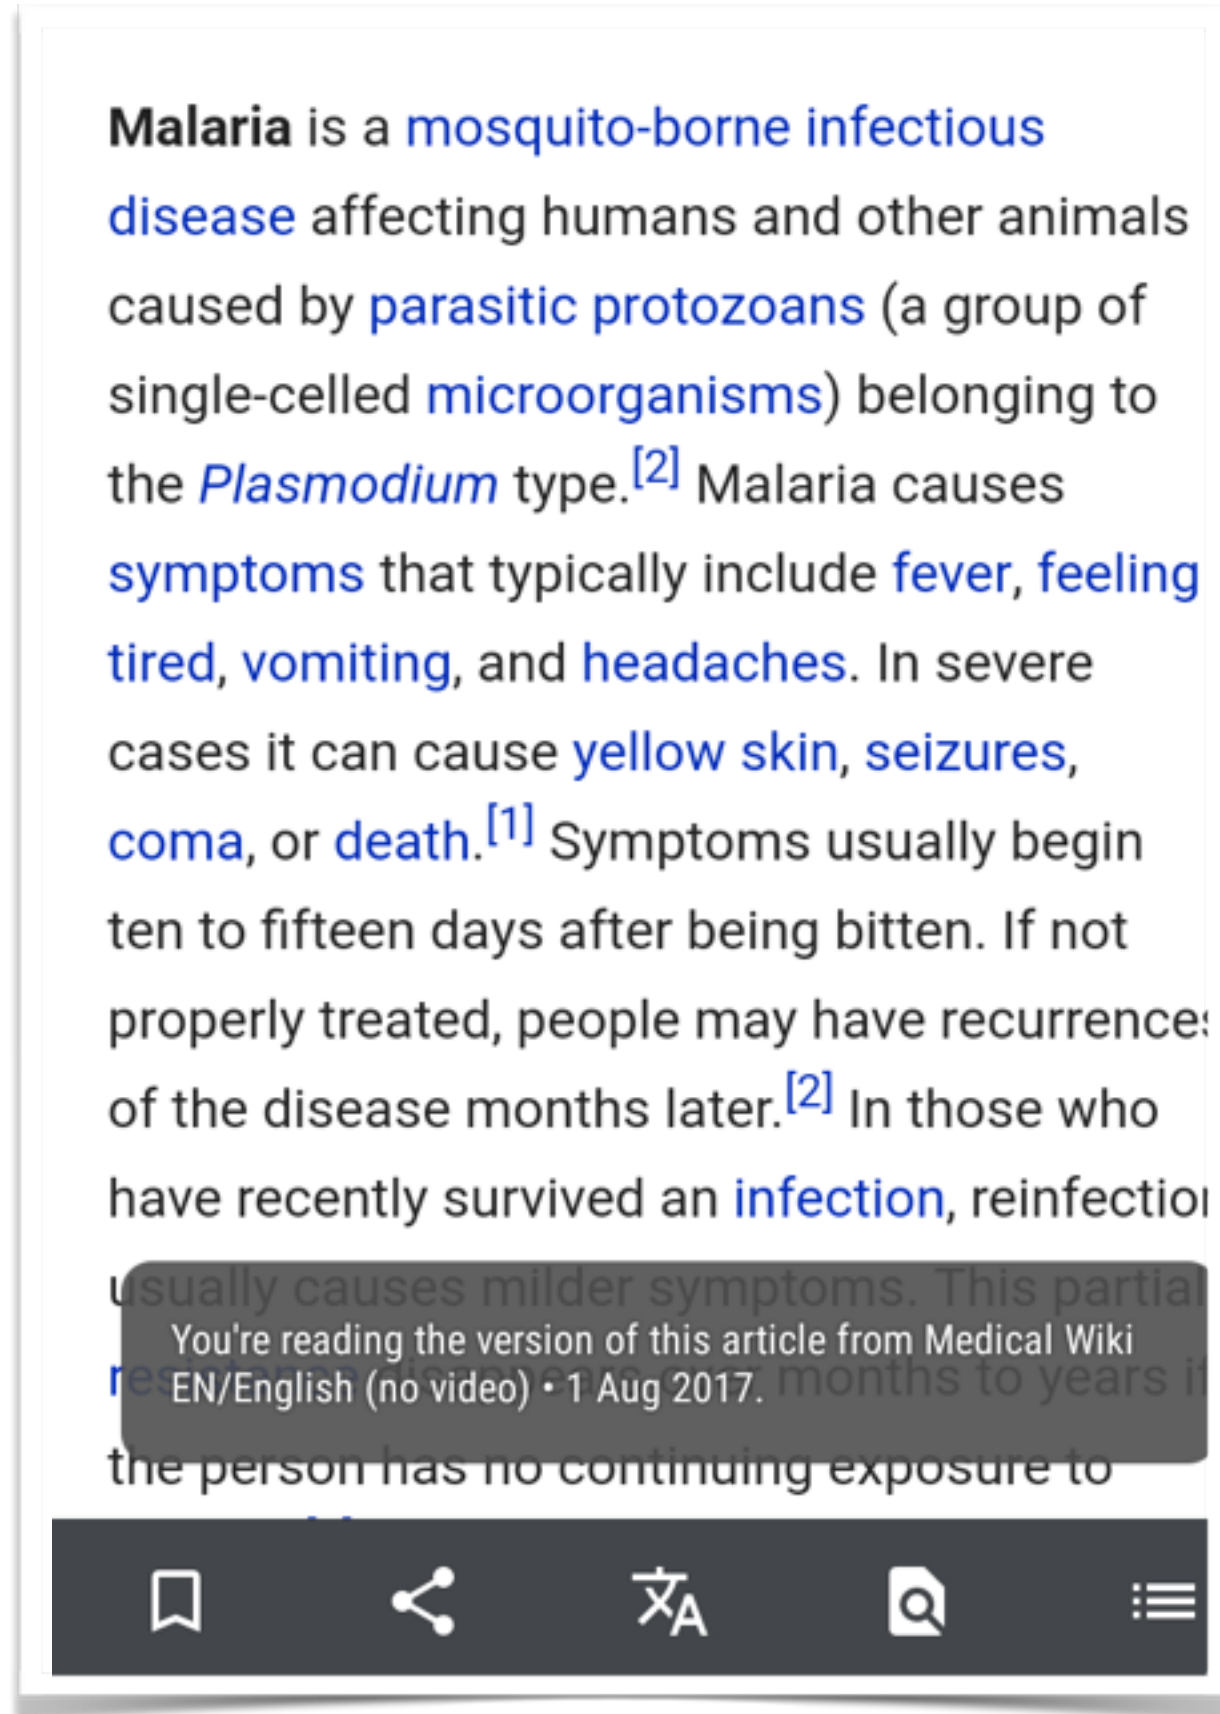 Malaria is a mosquito-borne infectious
disease affecting humans and other animals
caused by parasitic protozoans (a group of
single-celled microorganisms) belonging to
the Plasmodium type.[2] Malaria causes
symptoms that typically include fever, feeling
tired, vomiting, and headaches. In severe
cases it can cause yellow skin, seizures,
coma, or death.[1] Symptoms usually begin
ten to fifteen days after being bitten. If not
properly treated, people may have recurrences
of the disease months later.[2] In those who
have recently survived an infection, reinfection
usually causes milder symptoms. This partial
You're reading the version of this article from Medical Wiki
EN/English (no video) • 1 Aug 2017.
months to years if
the person has no continuing exposure to